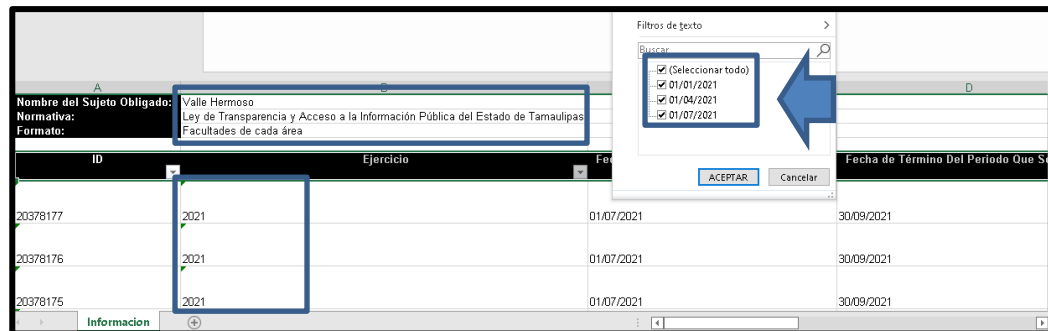 Filtros de texto
Buscar
(Seleccionar todo)
01/01/2021
01/04/2021
01/07/2021
ACEPTAR Cancelar
A D
Nombre del Sujeto Obligado: Valle Hermoso
Normativa: Ley de Transparencia y Acceso a la Información Pública del Estado de Tamaulipas
Formato: Facultades de cada área
ID Ejercicio Fe Fecha de Término Del Periodo Que Se
20378177 2021 01/07/2021 30/09/2021
20378176 2021 01/07/2021 30/09/2021
20378175 2021 01/07/2021 30/09/2021
Informacion